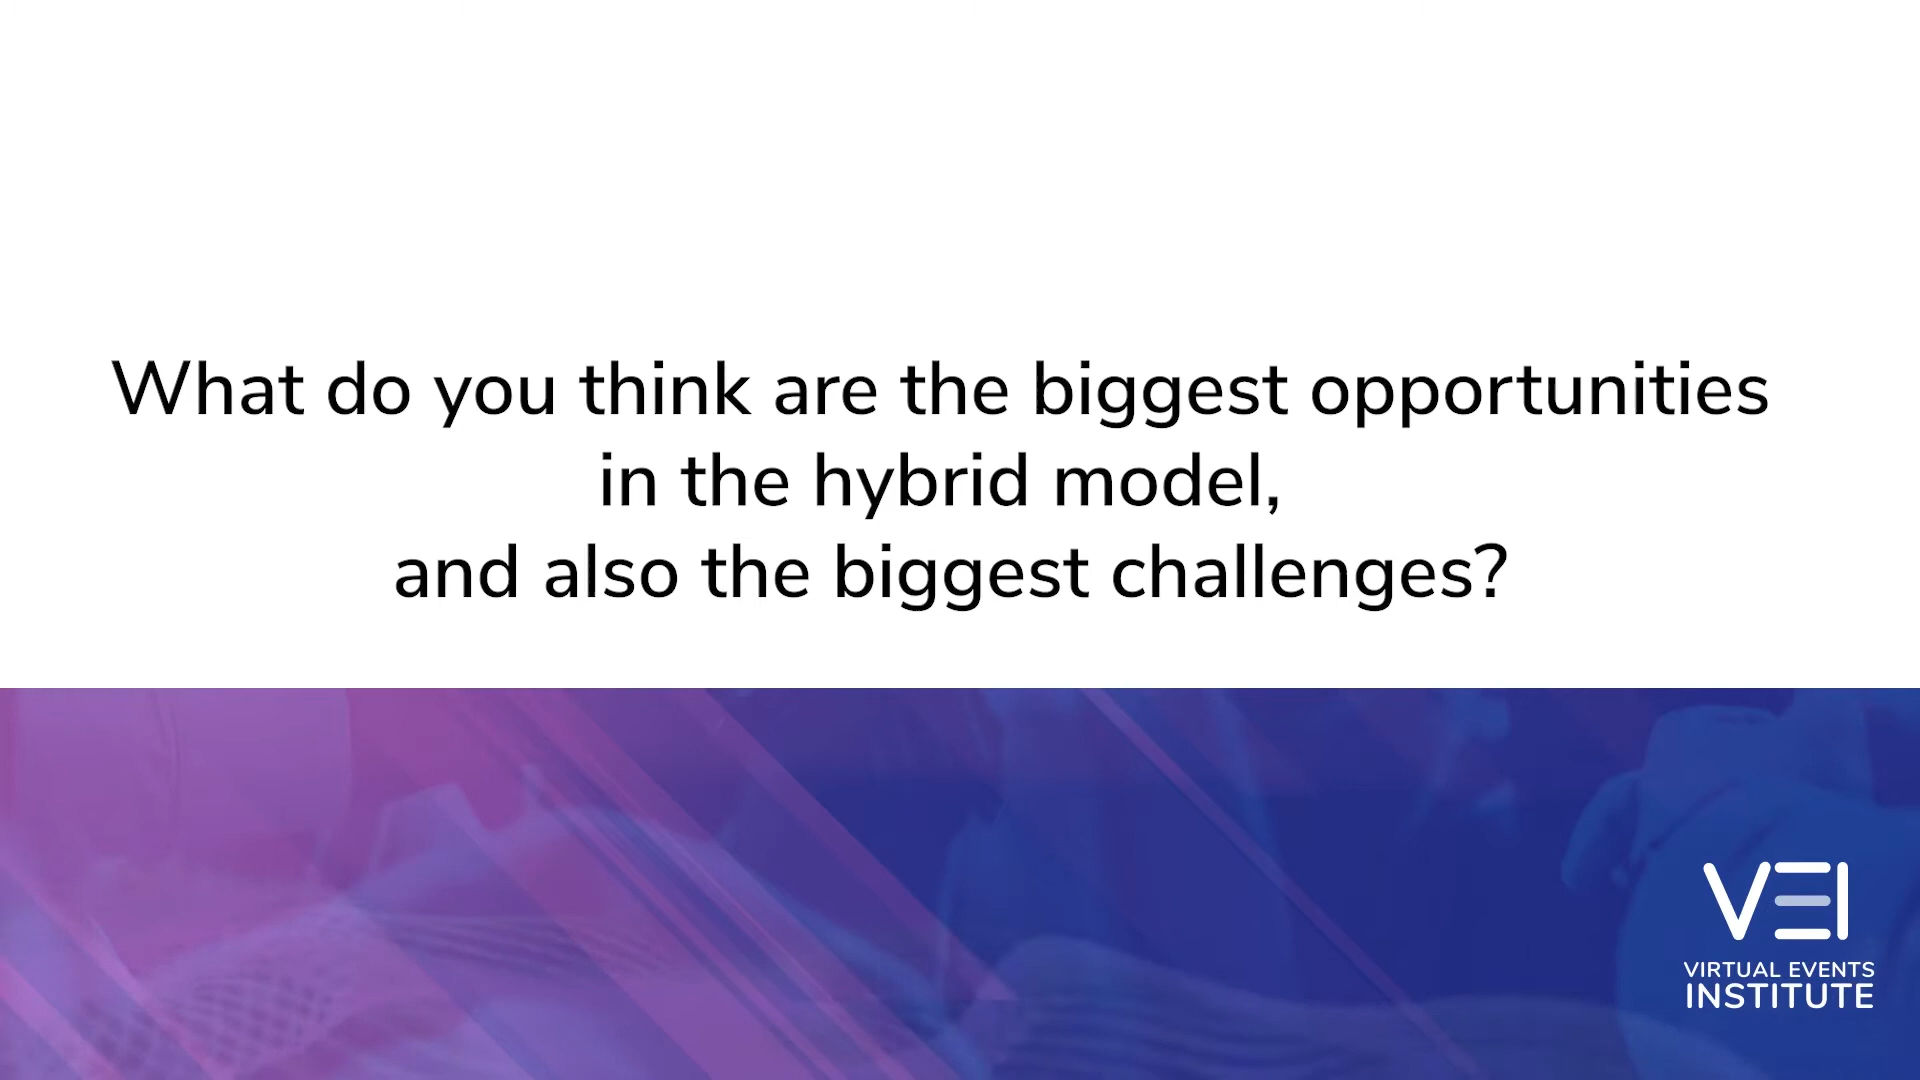 What do you think are the biggest opportunities
in the hybrid model,
and also the biggest challenges?
VEI
VIRTUAL EVENTS
INSTITUTE